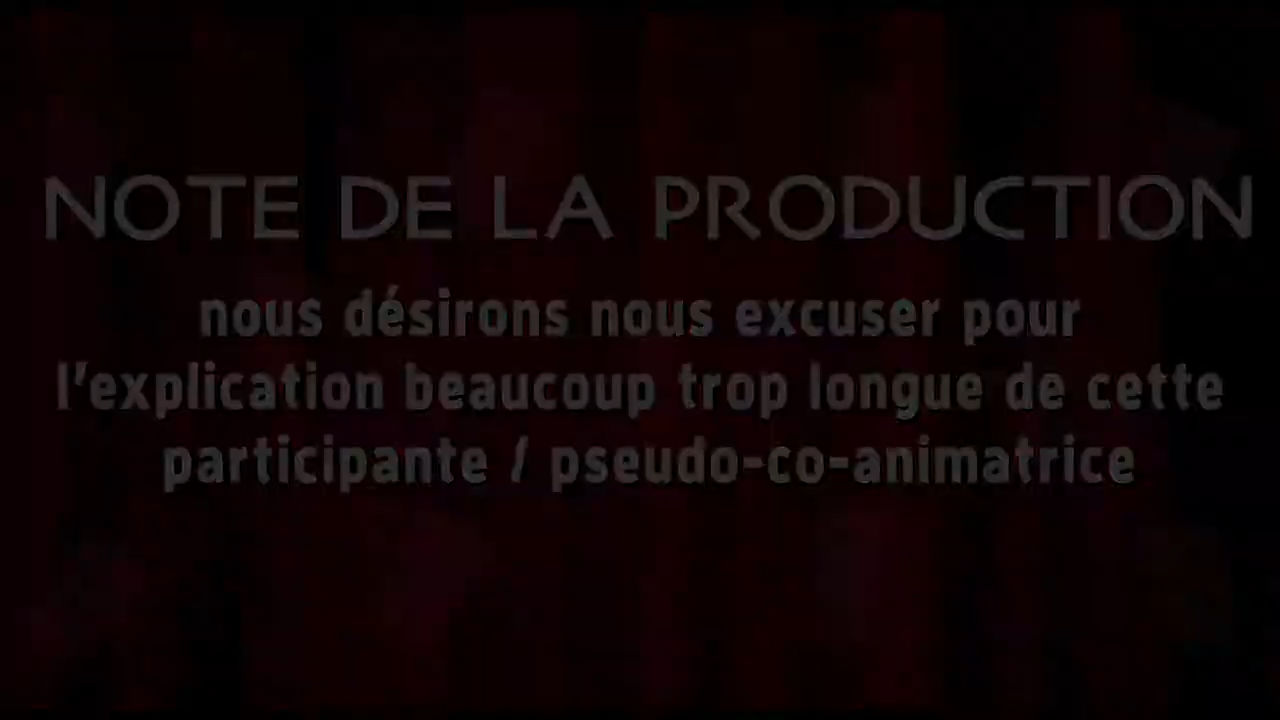 NOTE DE LA PRODUCTION
nous désirons nous excuser pour
l'explication beaucoup trop longue de cette
participante / pseudo-co-animatrice